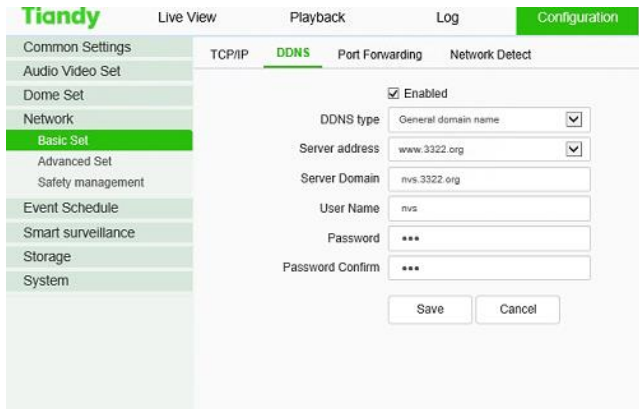 Tiandy Live View Playback Log Configuration
Common Settings
Audio Video Set
Dome Set
Network
Basic Set
Advanced Set
Safety management
Event Schedule
Smart surveillance
Storage
System
TCP/IP DDNS Port Forwarding Network Detect
Enabled
DDNS type General domain name
Server address www.3322.org
Server Domain nvs.3322.org
User Name nvs
Password •••
Password Confirm •••
Save Cancel